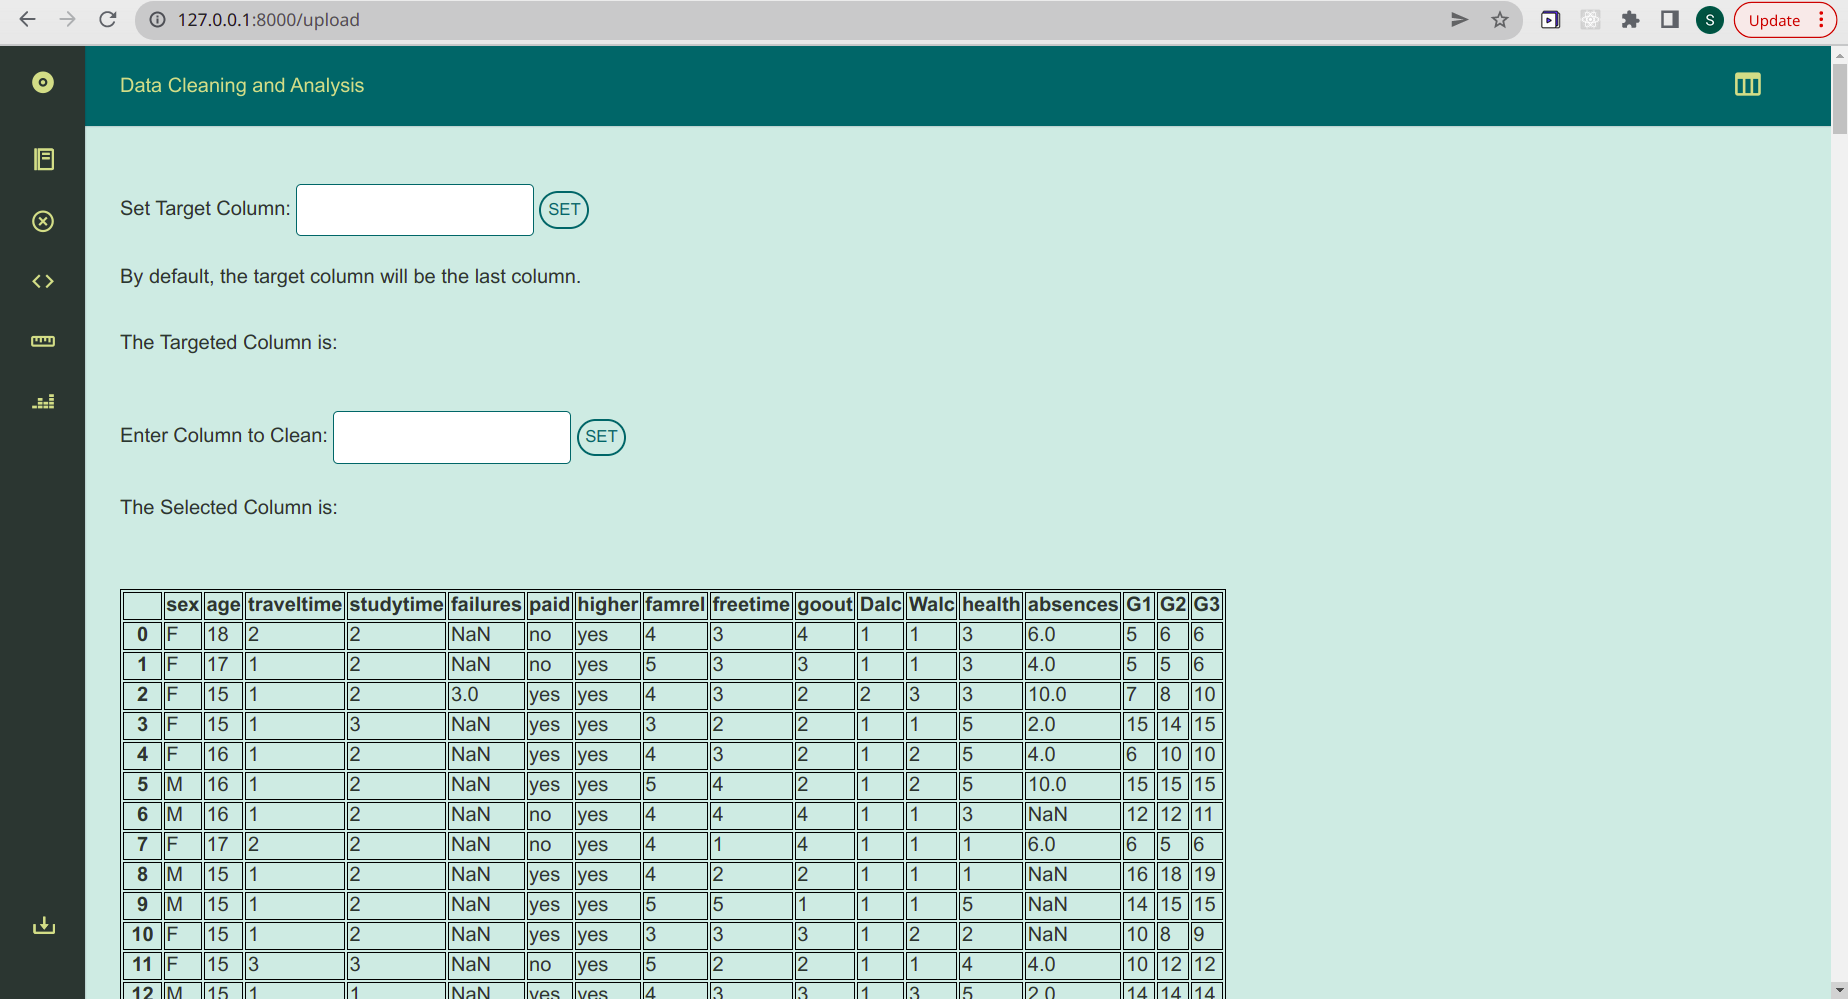 127.0.0.1:8000/upload
S
Update
Data Cleaning and Analysis
Set Target Column: SET
By default, the target column will be the last column.
The Targeted Column is:
Enter Column to Clean: SET
The Selected Column is:
sex age traveltime studytime failures paid higher famrel freetime goout Dalc Walc health absences G1 G2 G3
0 F 18 2 2 NaN no yes 4 3 4 1 1 3 6.0 5 6 6
1 F 17 1 2 NaN no yes 5 3 3 1 1 3 4.0 5 5 6
2 F 15 1 2 3.0 yes yes 4 3 2 2 3 3 10.0 7 8 10
3 F 15 1 3 NaN yes yes 3 2 2 1 1 5 2.0 15 14 15
4 F 16 1 2 NaN yes yes 4 3 2 1 2 5 4.0 6 10 10
5 M 16 1 2 NaN yes yes 5 4 2 1 2 5 10.0 15 15 15
6 M 16 1 2 NaN no yes 4 4 4 1 1 3 NaN 12 12 11
7 F 17 2 2 NaN no yes 4 1 4 1 1 1 6.0 6 5 6
8 M 15 1 2 NaN yes yes 4 2 2 1 1 1 NaN 16 18 19
9 M 15 1 2 NaN yes yes 5 5 1 1 1 5 NaN 14 15 15
10 F 15 1 2 NaN yes yes 3 3 3 1 2 2 NaN 10 8 9
11 F 15 3 3 NaN no yes 5 2 2 1 1 4 4.0 10 12 12
12 M 15 1 1 NaN yes yes 4 3 3 1 3 5 2.0 14 14 14